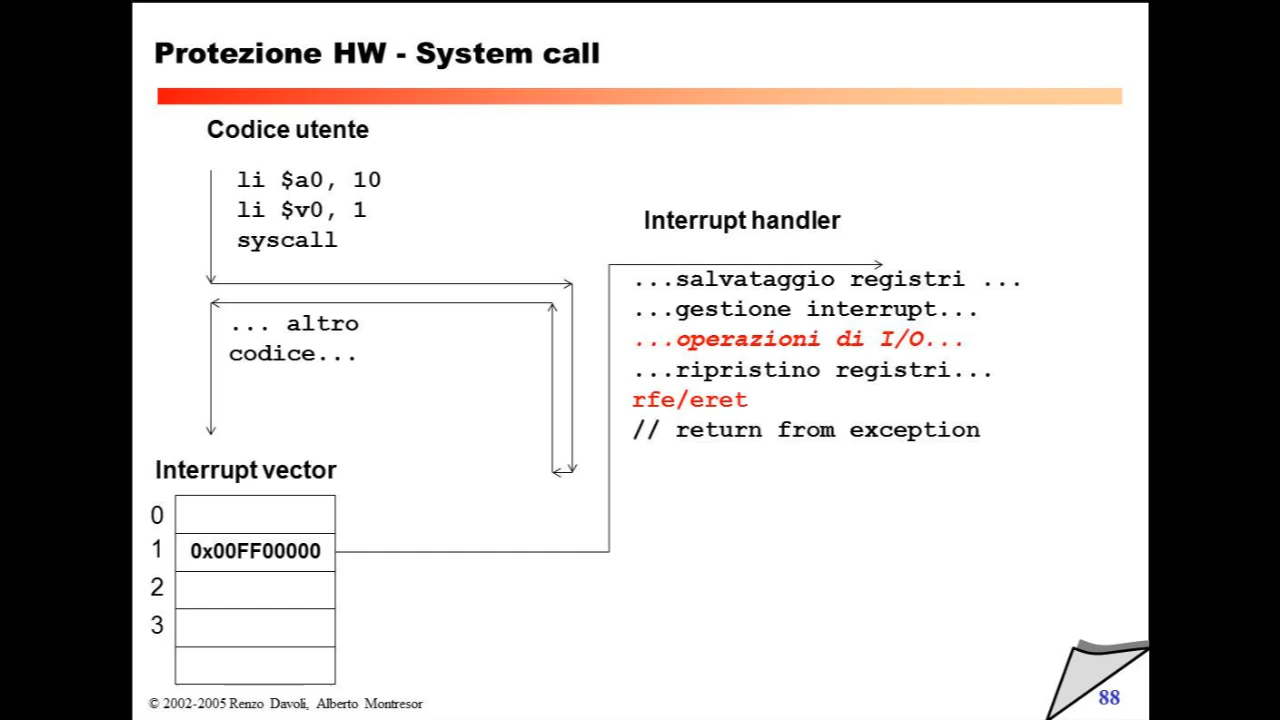 Protezione HW - System call
Codice utente
li $a0, 10
li $v0, 1
syscall
... altro
codice...
Interrupt handler
...salvataggio registri ...
...gestione interrupt...
...operazioni di I/O...
...ripristino registri...
rfe/eret
// return from exception
Interrupt vector
0
1 0x00FF00000
2
3
© 2002-2005 Renzo Davoli, Alberto Montresor
88